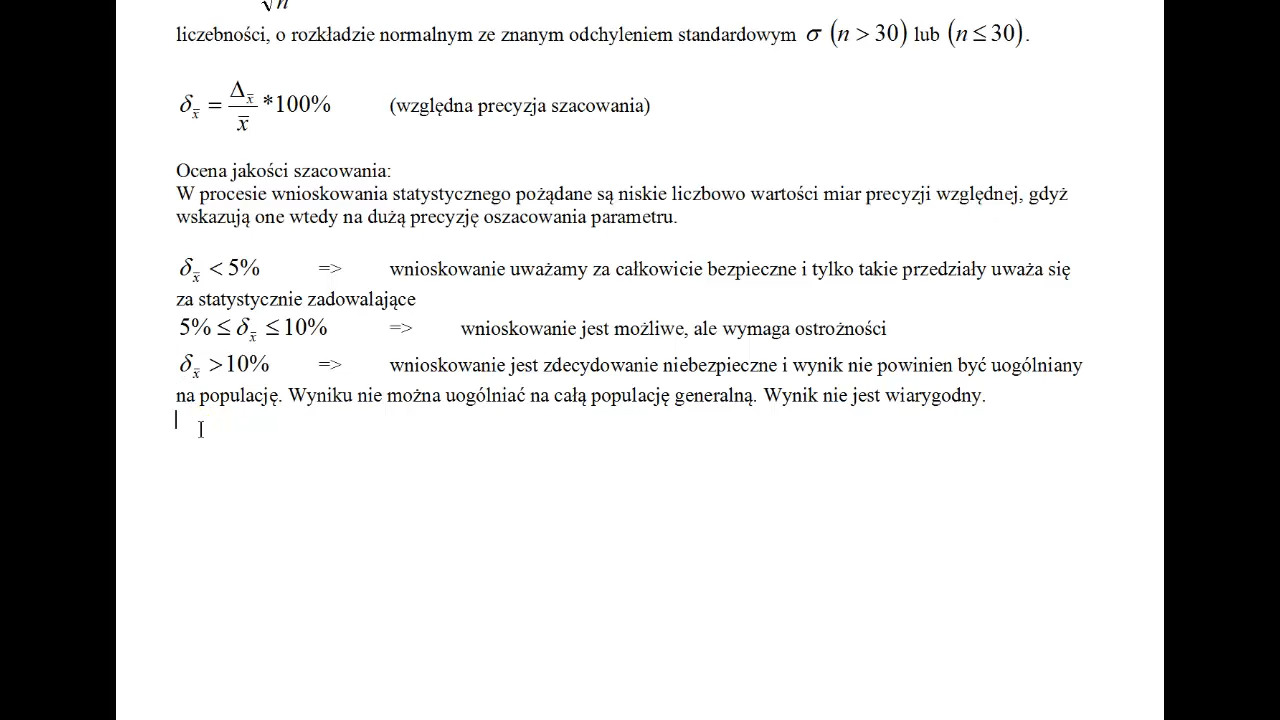 √n
liczebności, o rozkładzie normalnym ze znanym odchyleniem standardowym σ (n > 30) lub (n ≤ 30).
δ_x̄ = Δ_x̄ / x̄ *100% (względna precyzja szacowania)
Ocena jakości szacowania:
W procesie wnioskowania statystycznego pożądane są niskie liczbowo wartości miar precyzji względnej, gdyż
wskazują one wtedy na dużą precyzję oszacowania parametru.
δ_x̄ < 5% => wnioskowanie uważamy za całkowicie bezpieczne i tylko takie przedziały uważa się
za statystycznie zadowalające
5% ≤ δ_x̄ ≤ 10% => wnioskowanie jest możliwe, ale wymaga ostrożności
δ_x̄ > 10% => wnioskowanie jest zdecydowanie niebezpieczne i wynik nie powinien być uogólniany
na populację. Wyniku nie można uogólniać na całą populację generalną. Wynik nie jest wiarygodny.